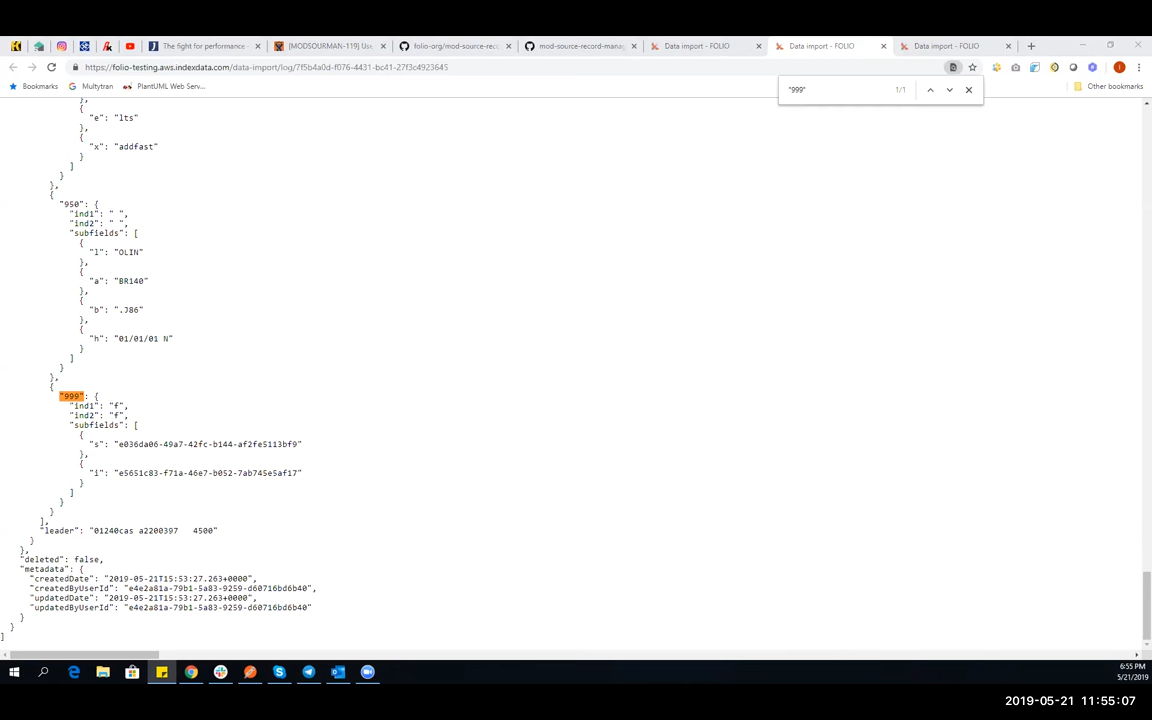 The fight for performance
[MODSOURMAN-119] Use
folio-org/mod-source-reco
mod-source-record-mana
Data import - FOLIO
Data import - FOLIO
Data import - FOLIO
https://folio-testing.aws.indexdata.com/data-import/log/7f5b4a0d-f076-4431-bc41-27f3c4923645
Bookmarks
Multytran
PlantUML Web Serv...
"999"
1/1
Other bookmarks
},
{
"e": "lts"
},
{
"x": "addfast"
}
]
}
},
{
"950": {
"ind1": " ",
"ind2": " ",
"subfields": [
{
"l": "OLIN"
},
{
"a": "BR140"
},
{
"b": ".J86"
},
{
"h": "01/01/01 N"
}
]
}
},
{
"999": {
"ind1": "f",
"ind2": "f",
"subfields": [
{
"s": "e036da06-49a7-42fc-b144-af2fe5113bf9"
},
{
"i": "e5651c83-f71a-46e7-b052-7ab745e5af17"
}
]
}
}
],
"leader": "01240cas a2200397   4500"
}
},
"deleted": false,
"metadata": {
"createdDate": "2019-05-21T15:53:27.263+0000",
"createdByUserId": "e4e2a81a-79b1-5a83-9259-d60716bd6b40",
"updatedDate": "2019-05-21T15:53:27.263+0000",
"updatedByUserId": "e4e2a81a-79b1-5a83-9259-d60716bd6b40"
}
}
]
6:55 PM
5/21/2019
2019-05-21 11:55:07